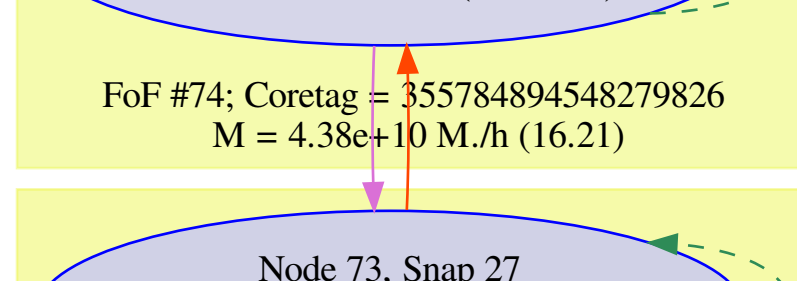 FoF #74; Coretag = 355784894548279826
M = 4.38e+10 M./h (16.21)
Node 73, Snap 27